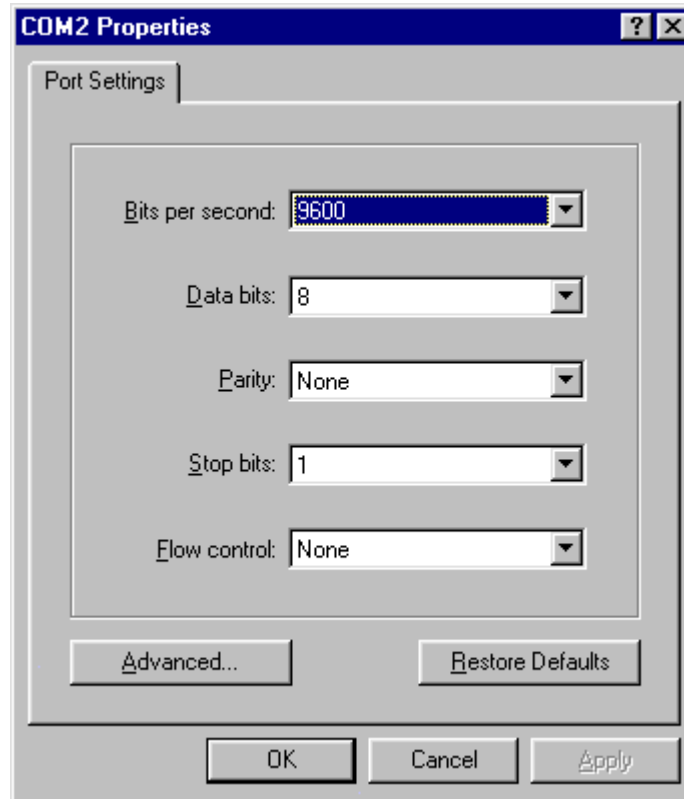 COM2 Properties
Port Settings
Bits per second: 9600
Data bits: 8
Parity: None
Stop bits: 1
Flow control: None
Advanced... Restore Defaults
OK Cancel Apply